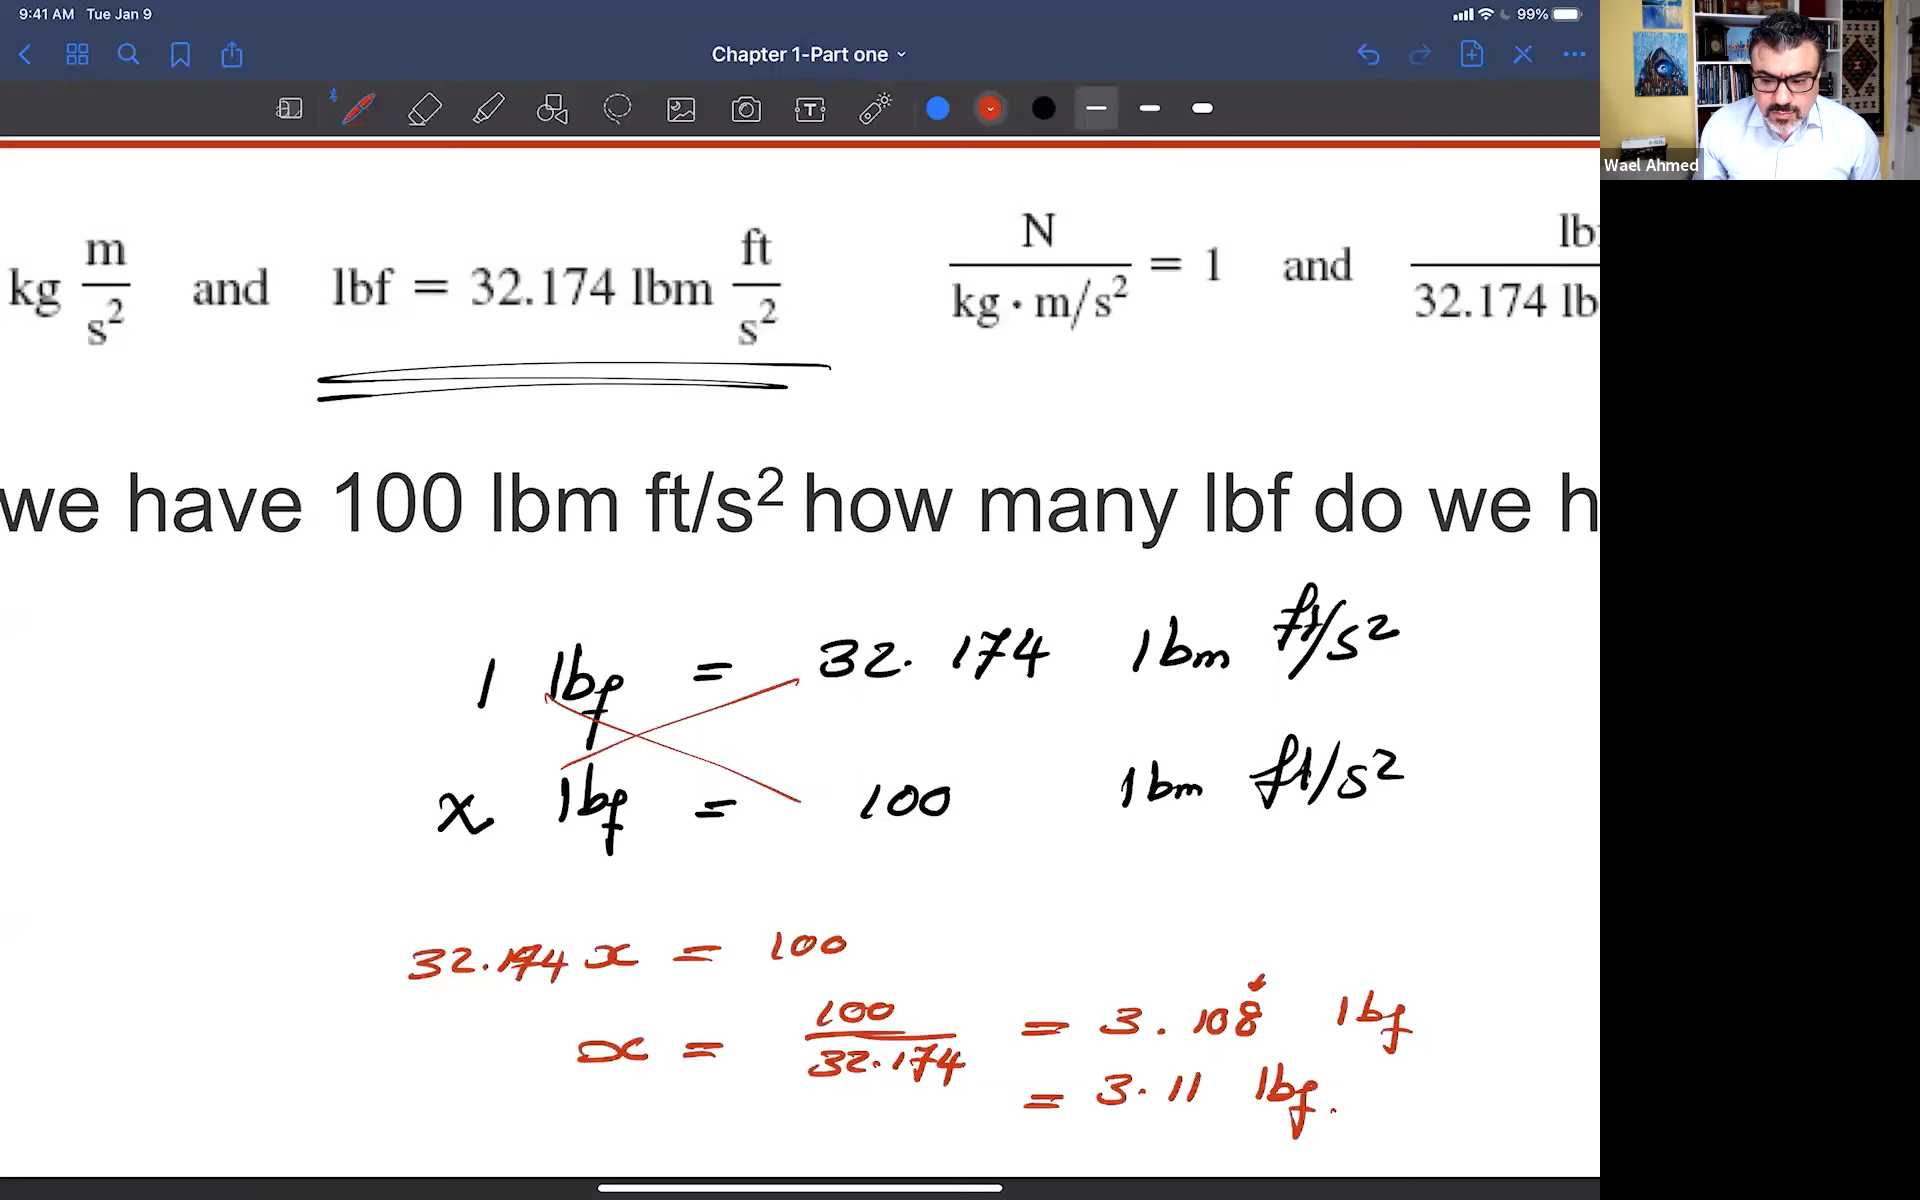 9:41 AM Tue Jan 9
99%
Chapter 1-Part one
Wael Ahmed
kg m/s² and lbf = 32.174 lbm ft/s² N/kg · m/s² = 1 and lb 32.174 lb
we have 100 lbm ft/s² how many lbf do we h
1 lbf = 32.174 lbm ft/s²
x lbf = 100 lbm ft/s²
32.174 x = 100
x = 100/32.174 = 3.108 lbf
= 3.11 lbf.